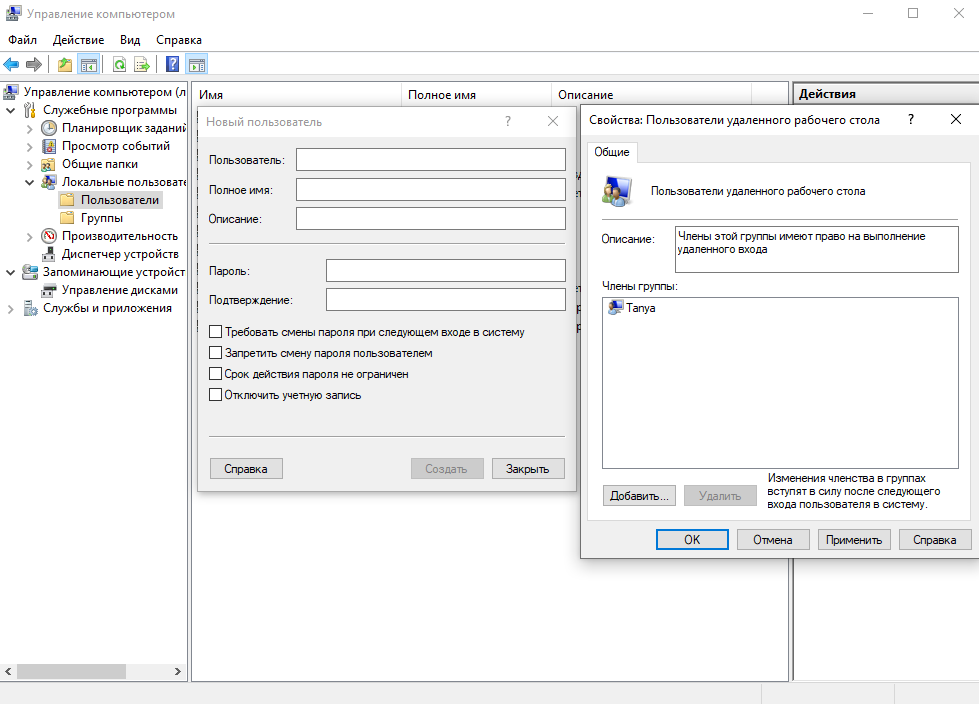 Управление компьютером
Файл Действие Вид Справка
Управление компьютером (л
Служебные программы
Планировщик заданий
Просмотр событий
Общие папки
Локальные пользовате
Пользователи
Группы
Производительность
Диспетчер устройств
Запоминающие устройст
Управление дисками
Службы и приложения
Имя Полное имя Описание
Действия
Новый пользователь ?
Пользователь:
Полное имя:
Описание:
Пароль:
Подтверждение:
Требовать смены пароля при следующем входе в систему
Запретить смену пароля пользователем
Срок действия пароля не ограничен
Отключить учетную запись
Справка Создать Закрыть
Свойства: Пользователи удаленного рабочего стола ?
Общие
Пользователи удаленного рабочего стола
Описание:
Члены этой группы имеют право на выполнение
удаленного входа
Члены группы:
Tanya
Добавить... Удалить
Изменения членства в группах
вступят в силу после следующего
входа пользователя в систему.
OK Отмена Применить Справка